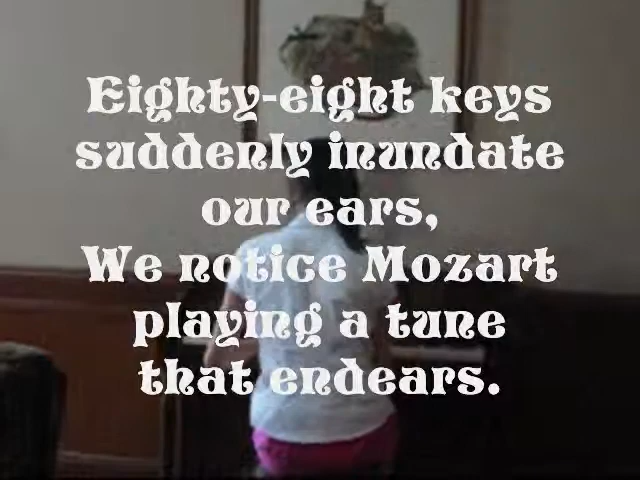 Eighty-eight keys
suddenly inundate
our ears,
We notice Mozart
playing a tune
that endears.